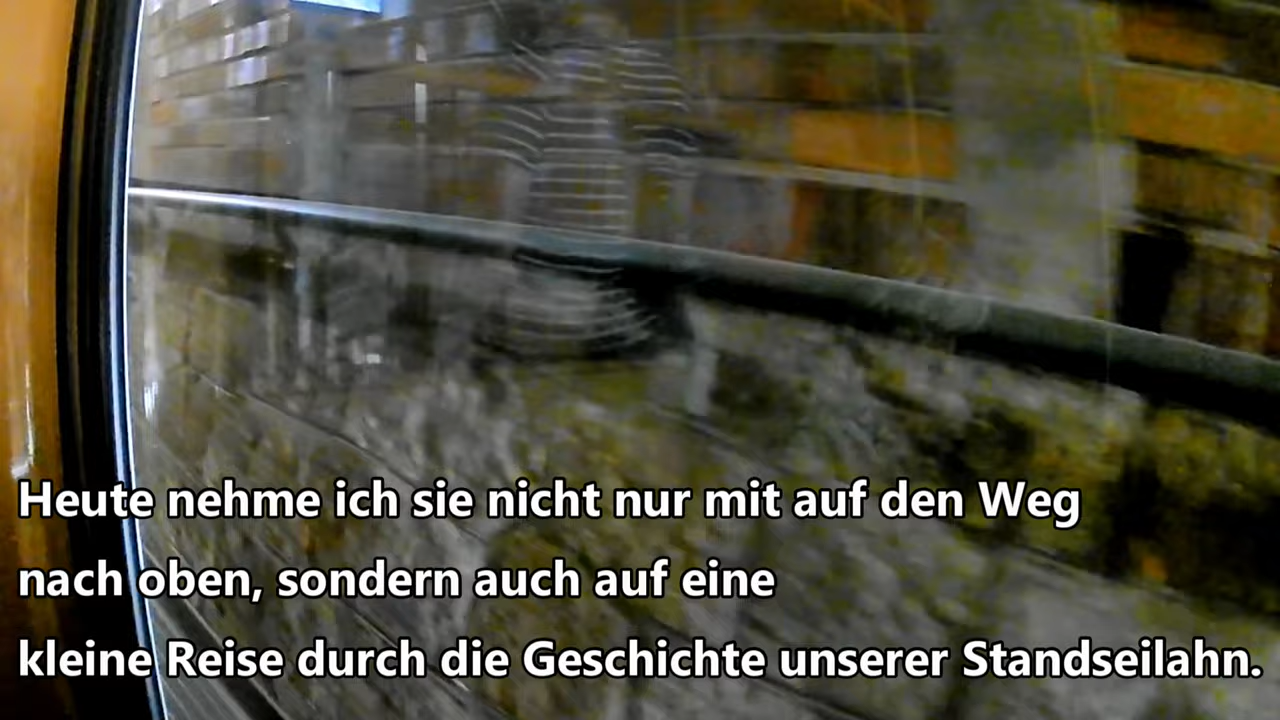 Heute nehme ich sie nicht nur mit auf den Weg
nach oben, sondern auch auf eine
kleine Reise durch die Geschichte unserer Standseilahn.